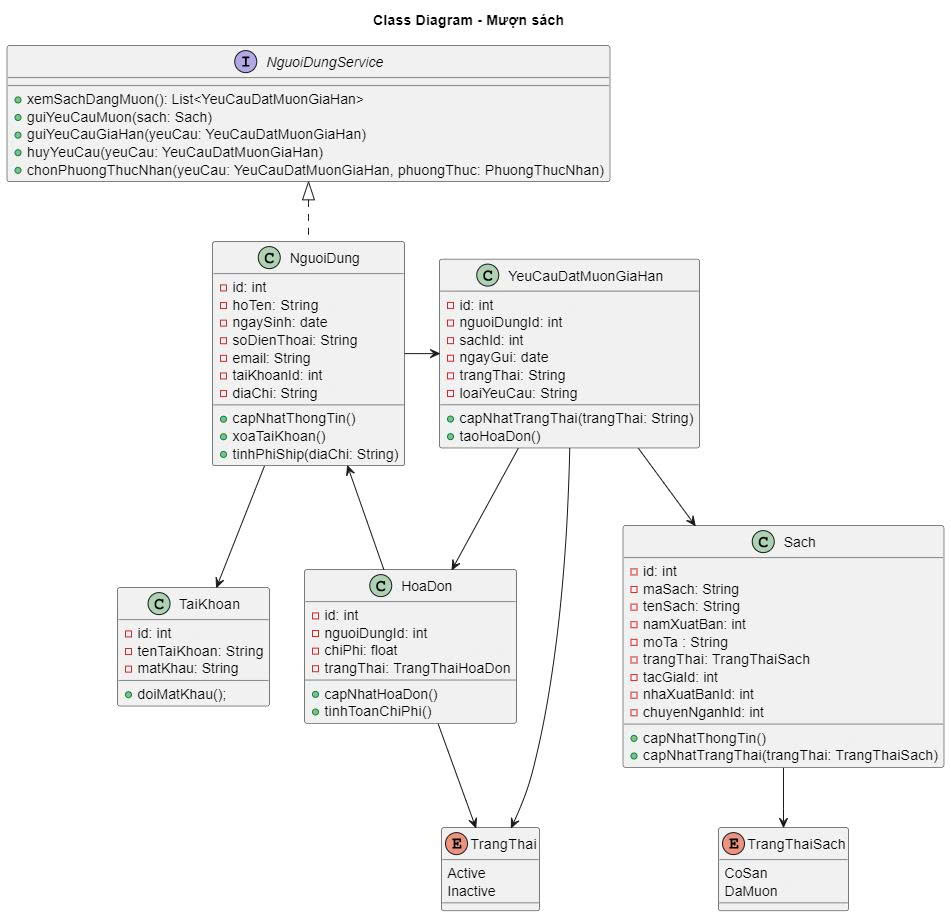 Class Diagram - Mượn sách
I NguoiDungService
xemSachDangMuon(): List<YeuCauDatMuonGiaHan>
guiYeuCauMuon(sach: Sach)
guiYeuCauGiaHan(yeuCau: YeuCauDatMuonGiaHan)
huyYeuCau(yeuCau: YeuCauDatMuonGiaHan)
chonPhuongThucNhan(yeuCau: YeuCauDatMuonGiaHan, phuongThuc: PhuongThucNhan)
C NguoiDung
id: int
hoTen: String
ngaySinh: date
soDienThoai: String
email: String
taiKhoanId: int
diaChi: String
capNhatThongTin()
xoaTaiKhoan()
tinhPhiShip(diaChi: String)
C YeuCauDatMuonGiaHan
id: int
nguoiDungId: int
sachId: int
ngayGui: date
trangThai: String
loaiYeuCau: String
capNhatTrangThai(trangThai: String)
taoHoaDon()
C TaiKhoan
id: int
tenTaiKhoan: String
matKhau: String
doiMatKhau();
C HoaDon
id: int
nguoiDungId: int
chiPhi: float
trangThai: TrangThaiHoaDon
capNhatHoaDon()
tinhToanChiPhi()
C Sach
id: int
maSach: String
tenSach: String
namXuatBan: int
moTa : String
trangThai: TrangThaiSach
tacGiaId: int
nhaXuatBanId: int
chuyenNganhId: int
capNhatThongTin()
capNhatTrangThai(trangThai: TrangThaiSach)
E TrangThai
Active
Inactive
E TrangThaiSach
CoSan
DaMuon